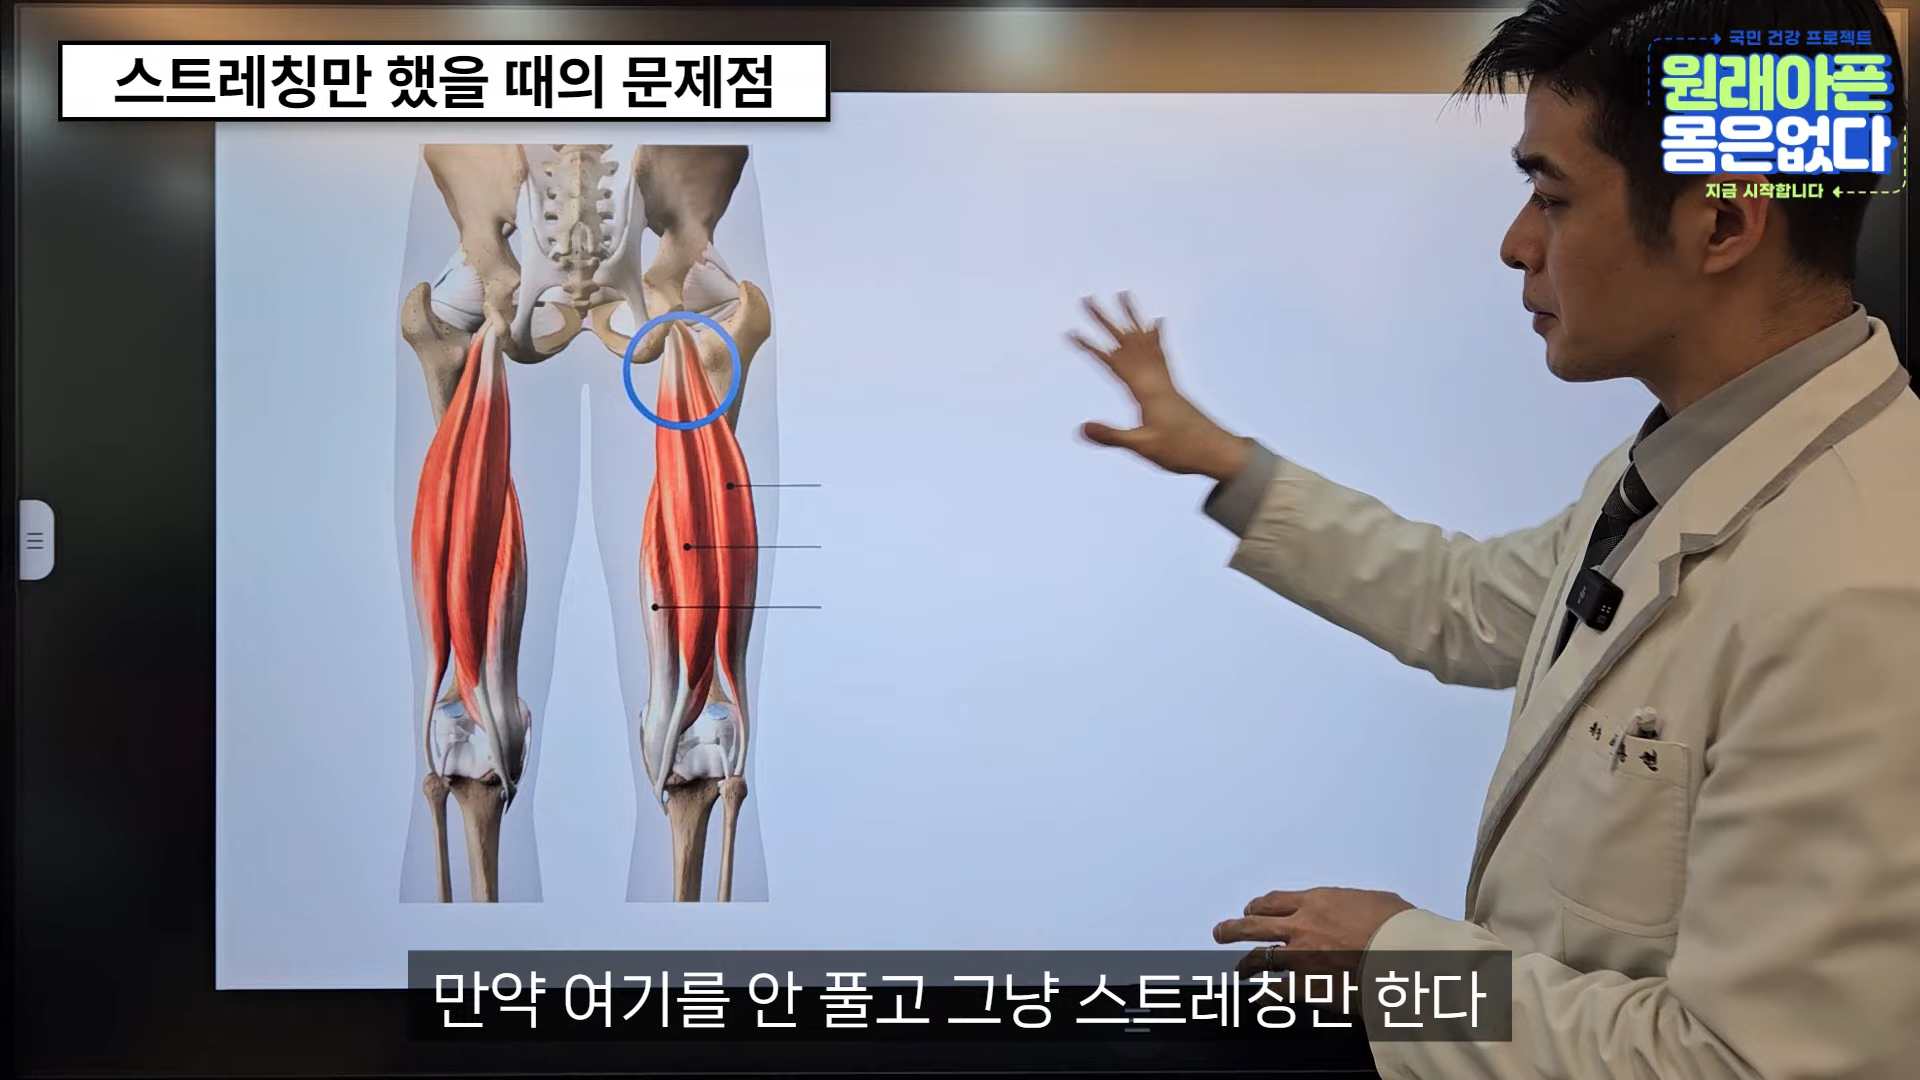 스트레칭만 했을 때의 문제점
국민 건강 프로젝트
원래아픈
몸은없다
지금 시작합니다
만약 여기를 안 풀고 그냥 스트레칭만 한다